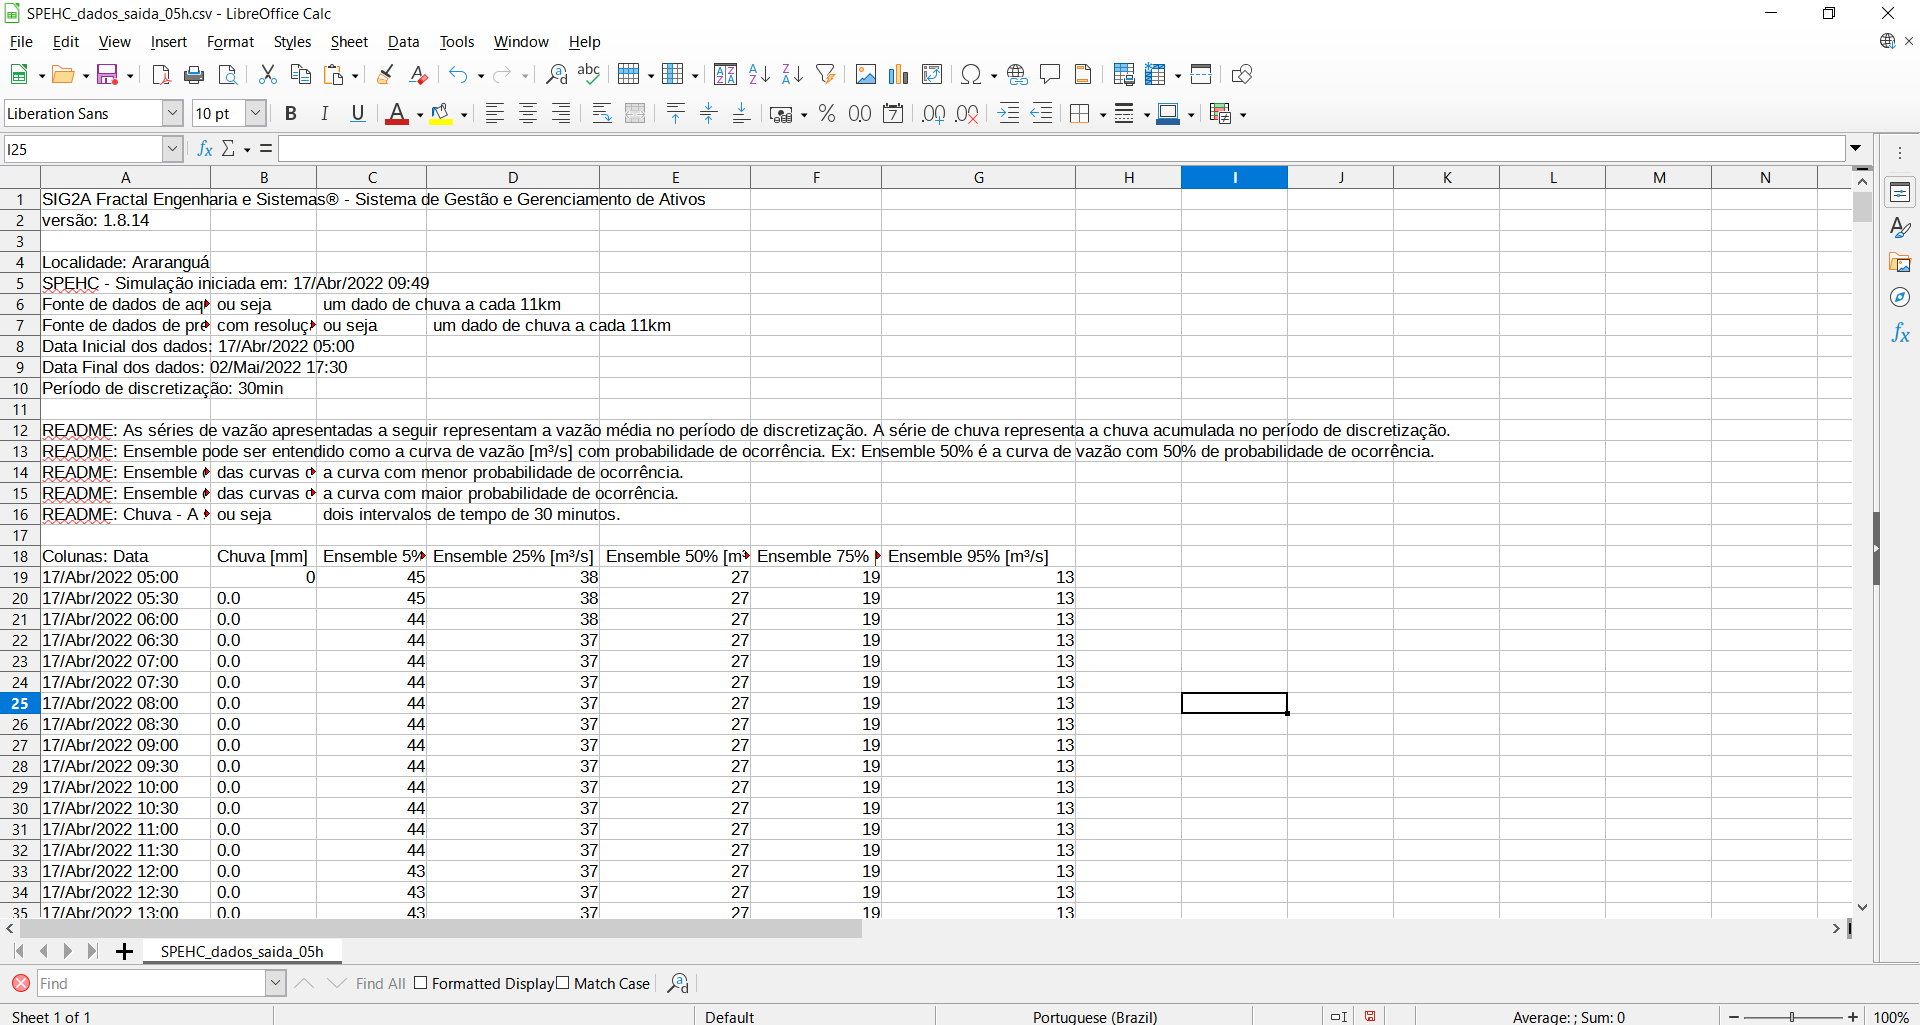 SPEHC_dados_saida_05h.csv - LibreOffice Calc
File Edit View Insert Format Styles Sheet Data Tools Window Help
Liberation Sans 10 pt
I25
A B C D E F G H I J K L M N
1 SIG2A Fractal Engenharia e Sistemas® - Sistema de Gestão e Gerenciamento de Ativos
2 versão: 1.8.14
3
4 Localidade: Araranguá
5 SPEHC - Simulação iniciada em: 17/Abr/2022 09:49
6 Fonte de dados de aq ou seja um dado de chuva a cada 11km
7 Fonte de dados de pre com resoluç ou seja um dado de chuva a cada 11km
8 Data Inicial dos dados: 17/Abr/2022 05:00
9 Data Final dos dados: 02/Mai/2022 17:30
10 Período de discretização: 30min
11
12 README: As séries de vazão apresentadas a seguir representam a vazão média no período de discretização. A série de chuva representa a chuva acumulada no período de discretização.
13 README: Ensemble pode ser entendido como a curva de vazão [m³/s] com probabilidade de ocorrência. Ex: Ensemble 50% é a curva de vazão com 50% de probabilidade de ocorrência.
14 README: Ensemble das curvas a curva com menor probabilidade de ocorrência.
15 README: Ensemble das curvas a curva com maior probabilidade de ocorrência.
16 README: Chuva - A ou seja dois intervalos de tempo de 30 minutos.
17
18 Colunas: Data Chuva [mm] Ensemble 5% Ensemble 25% [m³/s] Ensemble 50% [m³ Ensemble 75% Ensemble 95% [m³/s]
19 17/Abr/2022 05:00 0 45 38 27 19 13
20 17/Abr/2022 05:30 0.0 45 38 27 19 13
21 17/Abr/2022 06:00 0.0 44 38 27 19 13
22 17/Abr/2022 06:30 0.0 44 37 27 19 13
23 17/Abr/2022 07:00 0.0 44 37 27 19 13
24 17/Abr/2022 07:30 0.0 44 37 27 19 13
25 17/Abr/2022 08:00 0.0 44 37 27 19 13
26 17/Abr/2022 08:30 0.0 44 37 27 19 13
27 17/Abr/2022 09:00 0.0 44 37 27 19 13
28 17/Abr/2022 09:30 0.0 44 37 27 19 13
29 17/Abr/2022 10:00 0.0 44 37 27 19 13
30 17/Abr/2022 10:30 0.0 44 37 27 19 13
31 17/Abr/2022 11:00 0.0 44 37 27 19 13
32 17/Abr/2022 11:30 0.0 44 37 27 19 13
33 17/Abr/2022 12:00 0.0 43 37 27 19 13
34 17/Abr/2022 12:30 0.0 43 37 27 19 13
35 17/Abr/2022 13:00 0.0 43 37 27 19 13
SPEHC_dados_saida_05h
Find Find All Formatted Display Match Case
Sheet 1 of 1 Default Portuguese (Brazil) Average: ; Sum: 0 100%